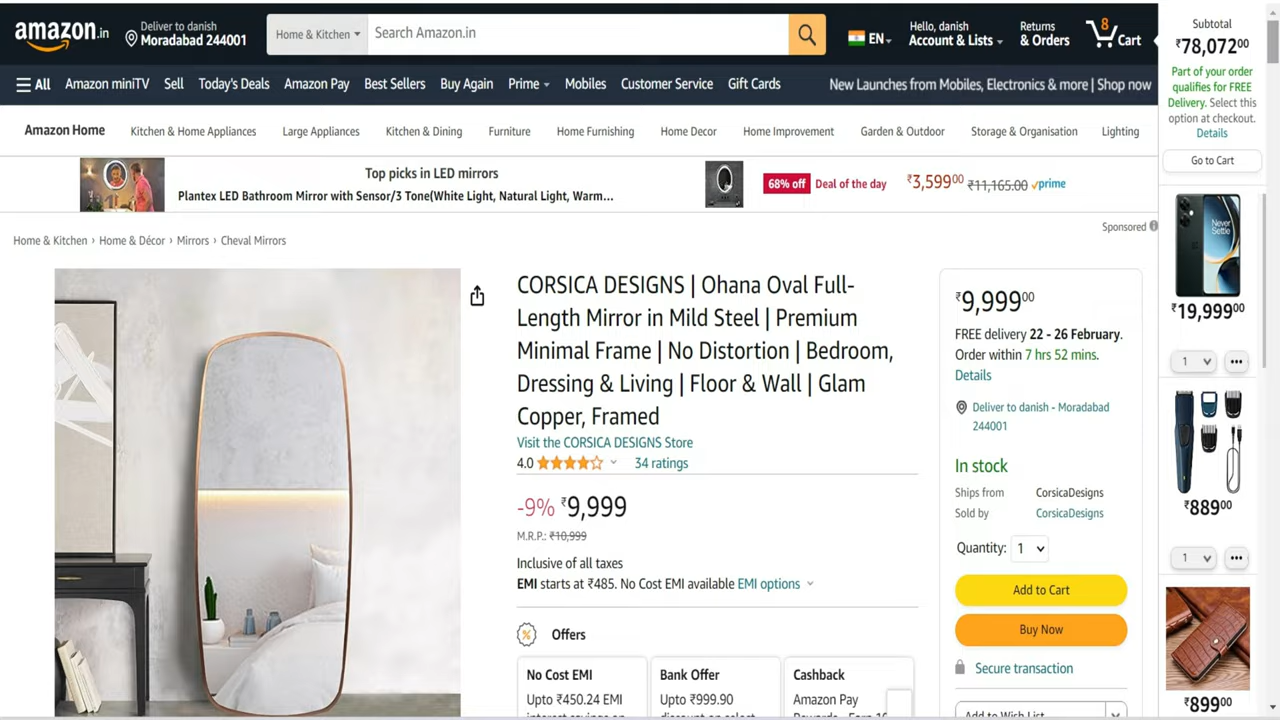 amazon.in
Deliver to danish
Moradabad 244001
Home & Kitchen
Search Amazon.in
EN
Hello, danish
Account & Lists
Returns
& Orders
8
Cart
All
Amazon miniTV
Sell
Today's Deals
Amazon Pay
Best Sellers
Buy Again
Prime
Mobiles
Customer Service
Gift Cards
New Launches from Mobiles, Electronics & more | Shop now
Amazon Home
Kitchen & Home Appliances
Large Appliances
Kitchen & Dining
Furniture
Home Furnishing
Home Decor
Home Improvement
Garden & Outdoor
Storage & Organisation
Lighting
Top picks in LED mirrors
Plantex LED Bathroom Mirror with Sensor/3 Tone(White Light, Natural Light, Warm...
68% off
Deal of the day
₹3,59900
₹11,165.00
prime
Sponsored
Home & Kitchen › Home & Décor › Mirrors › Cheval Mirrors
CORSICA DESIGNS | Ohana Oval Full-
Length Mirror in Mild Steel | Premium
Minimal Frame | No Distortion | Bedroom,
Dressing & Living | Floor & Wall | Glam
Copper, Framed
Visit the CORSICA DESIGNS Store
4.0
34 ratings
-9% ₹9,999
M.R.P.: ₹10,999
Inclusive of all taxes
EMI starts at ₹485. No Cost EMI available EMI options
Offers
No Cost EMI
Upto ₹450.24 EMI
Bank Offer
Upto ₹999.90
Cashback
Amazon Pay
₹9,99900
FREE delivery 22 - 26 February.
Order within 7 hrs 52 mins.
Details
Deliver to danish - Moradabad
244001
In stock
Ships from CorsicaDesigns
Sold by CorsicaDesigns
Quantity: 1
Add to Cart
Buy Now
Secure transaction
Add to Wish List
Subtotal
₹78,07200
Part of your order
qualifies for FREE
Delivery. Select this
option at checkout.
Details
Go to Cart
Never
Settle
₹19,99900
1
₹88900
1
₹89900